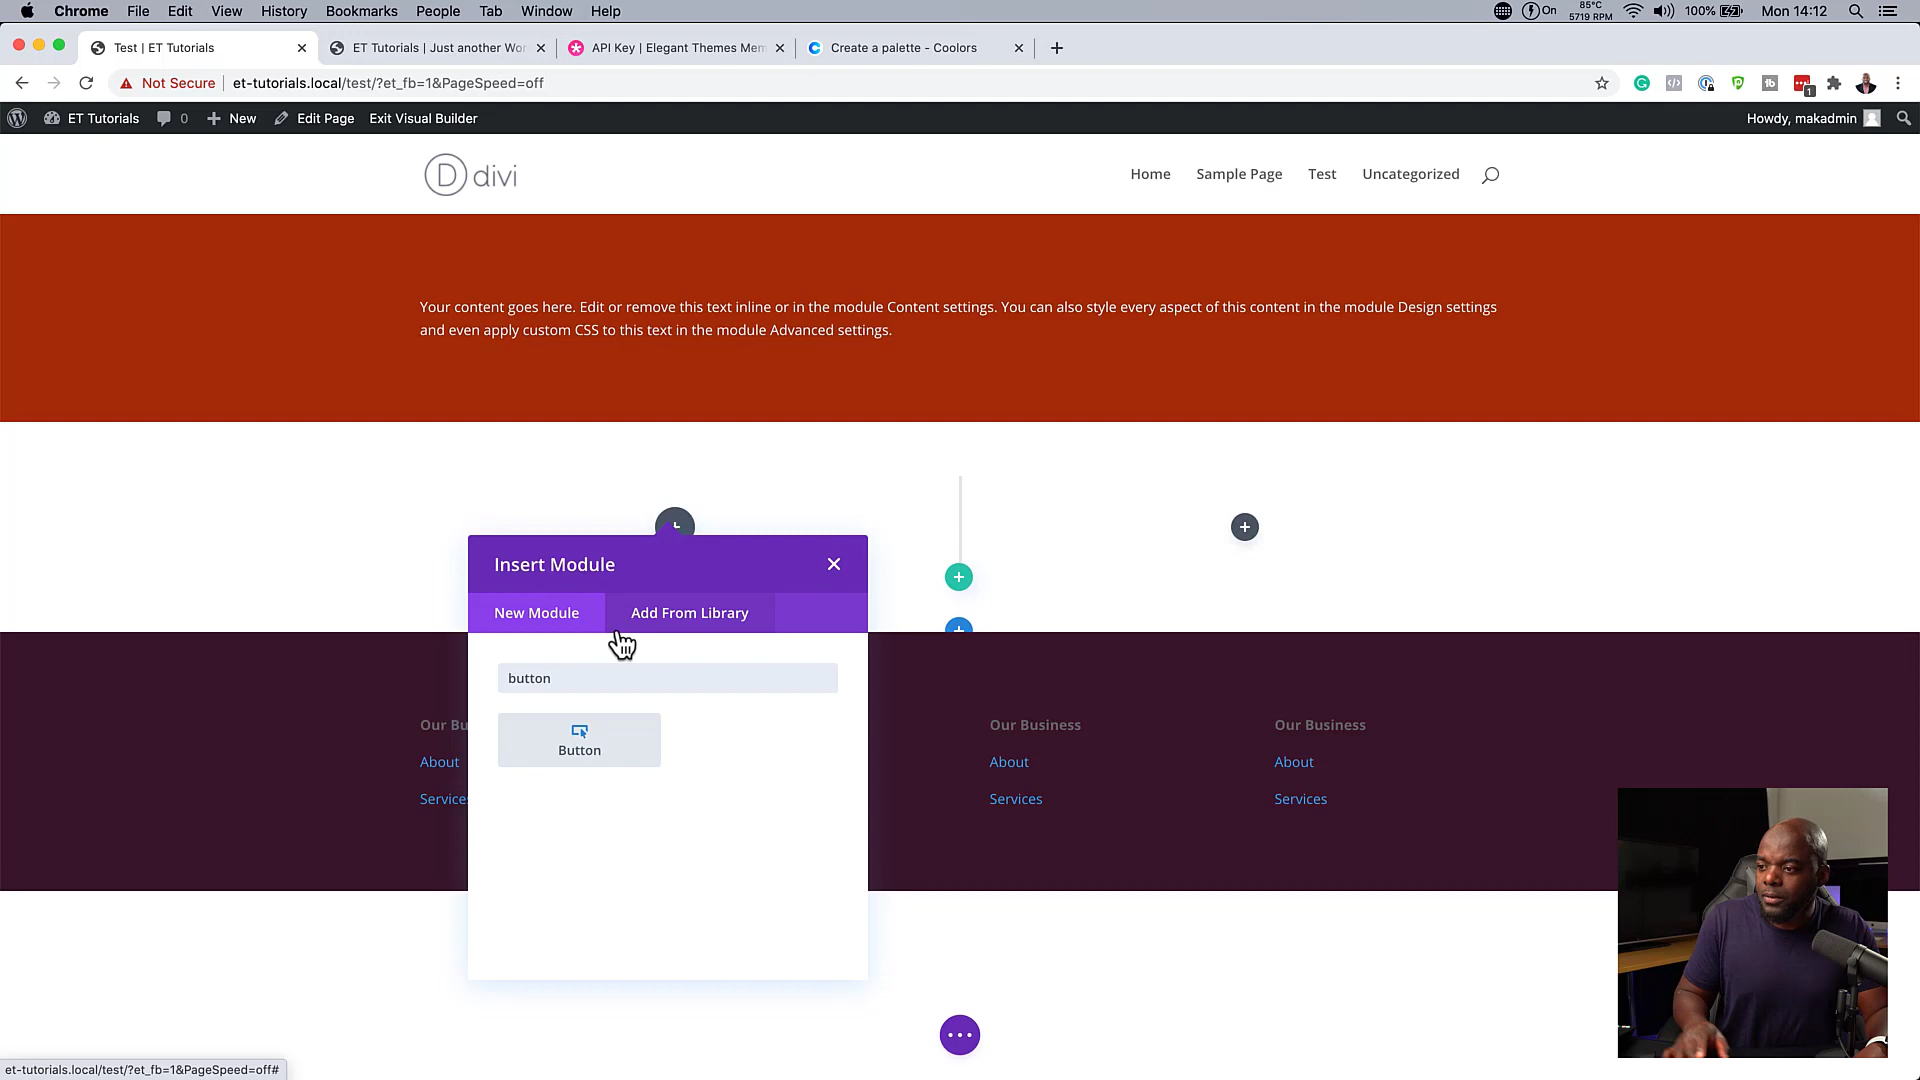 Chrome File Edit View History Bookmarks People Tab Window Help
On 85°C 5719 RPM 100% Mon 14:12
Test | ET Tutorials
ET Tutorials | Just another Wor
API Key | Elegant Themes Mem
Create a palette - Coolors
Not Secure et-tutorials.local/test/?et_fb=1&PageSpeed=off
1
ET Tutorials 0 New Edit Page Exit Visual Builder
Howdy, makadmin
D divi
Home Sample Page Test Uncategorized
Your content goes here. Edit or remove this text inline or in the module Content settings. You can also style every aspect of this content in the module Design settings
and even apply custom CSS to this text in the module Advanced settings.
Insert Module
New Module Add From Library
button
Button
Our Bu
About
Services
Our Business
About
Services
Our Business
About
Services
et-tutorials.local/test/?et_fb=1&PageSpeed=off#